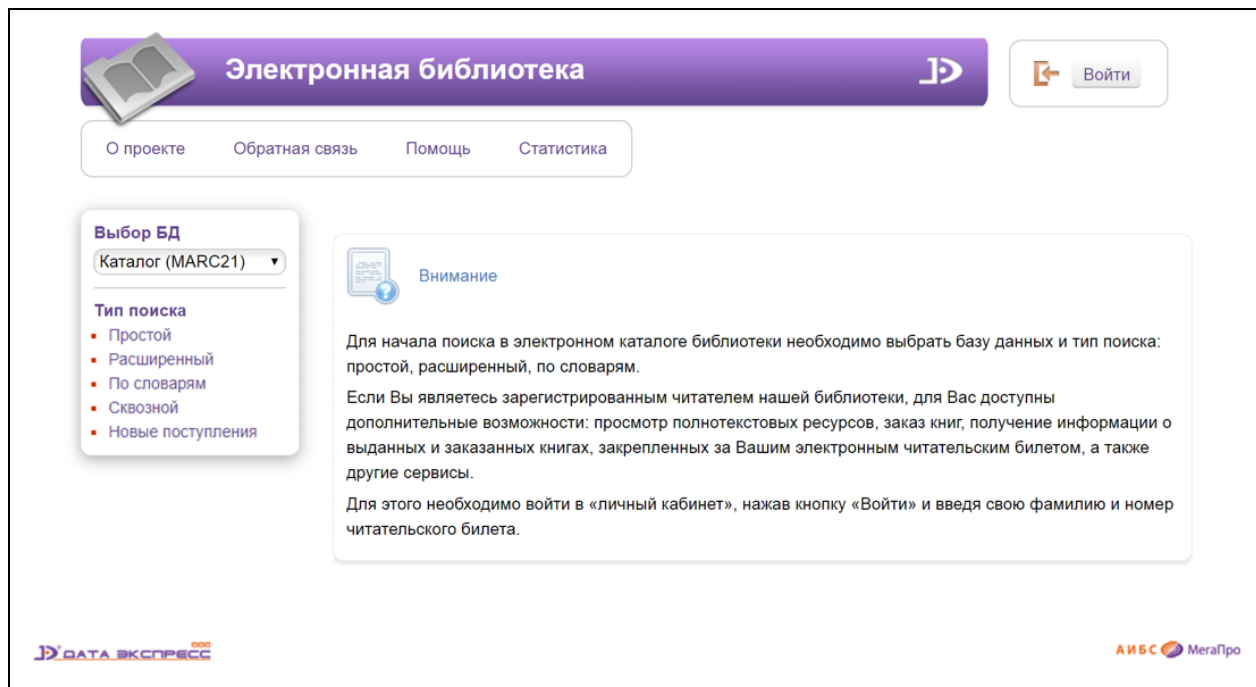 Электронная библиотека
Войти
О проекте Обратная связь Помощь Статистика
Выбор БД
Каталог (MARC21)
Тип поиска
Простой
Расширенный
По словарям
Сквозной
Новые поступления
Внимание
Для начала поиска в электронном каталоге библиотеки необходимо выбрать базу данных и тип поиска:
простой, расширенный, по словарям.
Если Вы являетесь зарегистрированным читателем нашей библиотеки, для Вас доступны
дополнительные возможности: просмотр полнотекстовых ресурсов, заказ книг, получение информации о
выданных и заказанных книгах, закрепленных за Вашим электронным читательским билетом, а также
другие сервисы.
Для этого необходимо войти в «личный кабинет», нажав кнопку «Войти» и введя свою фамилию и номер
читательского билета.
ДАТА ЭКСПРЕСС
АИБС МегаПро